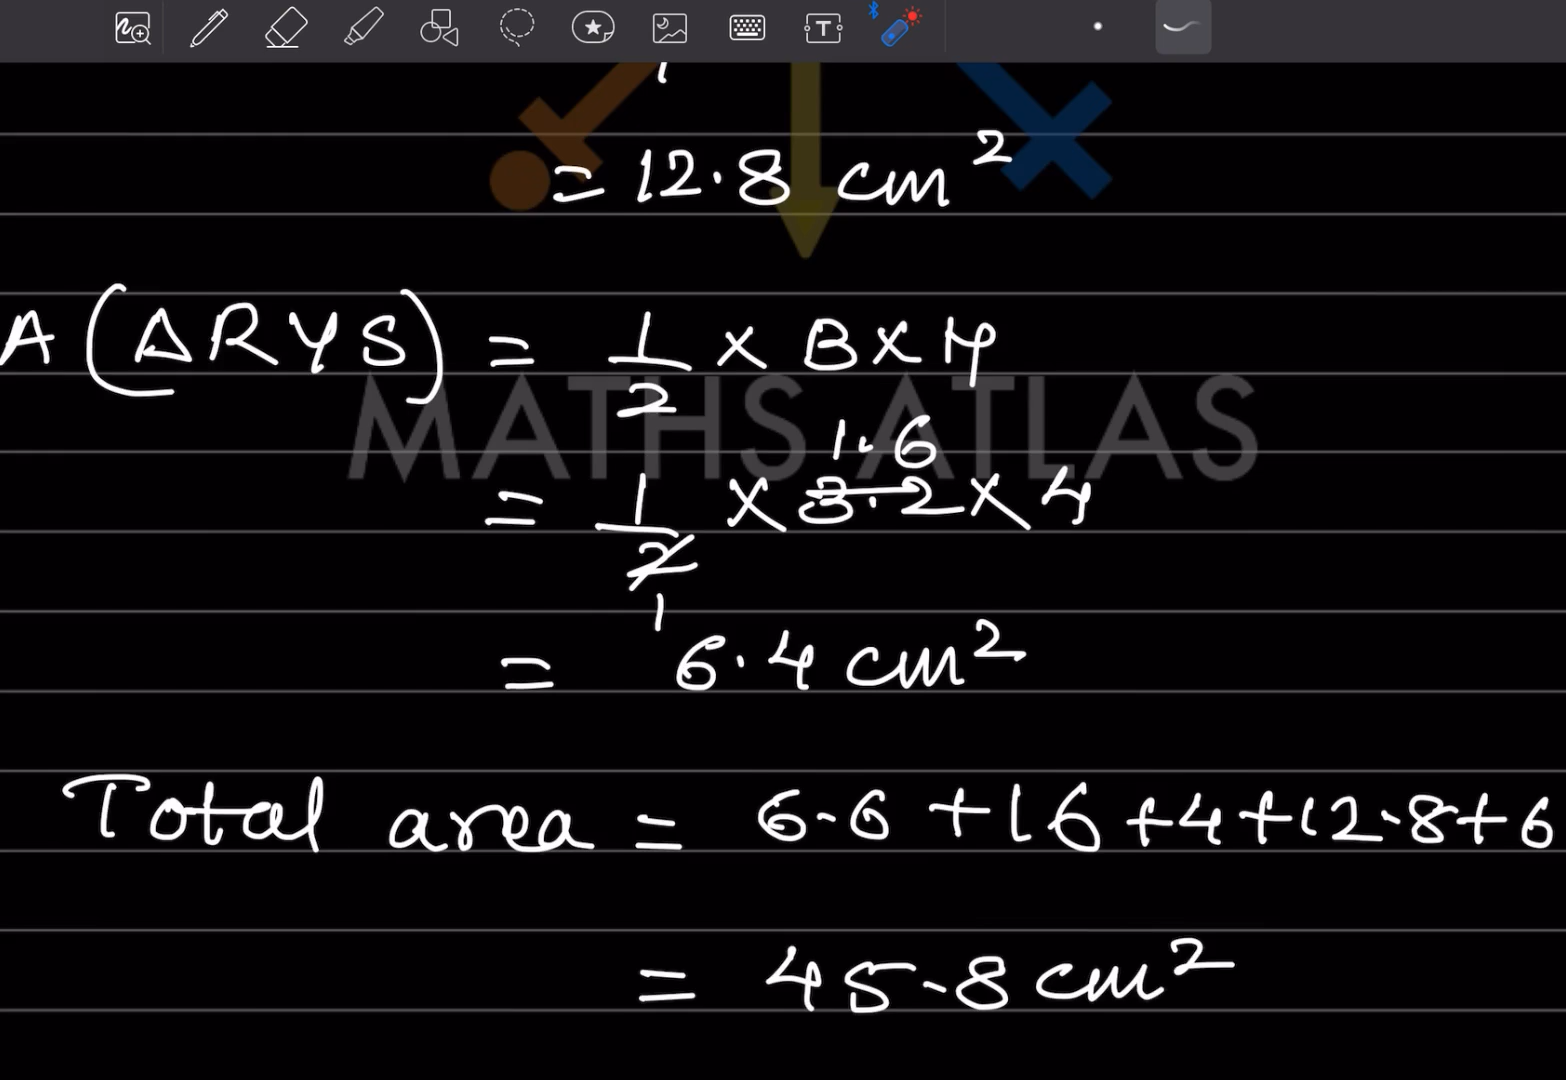 = 12.8 cm²
A(ΔRYS) = 1/2 × B × H
MATHS ATLAS
= 1/2 × 3.2 × 4
1.6
1
= 6.4 cm²
Total area = 6.6 + 16 + 4 + 12.8 + 6
= 45.8 cm²